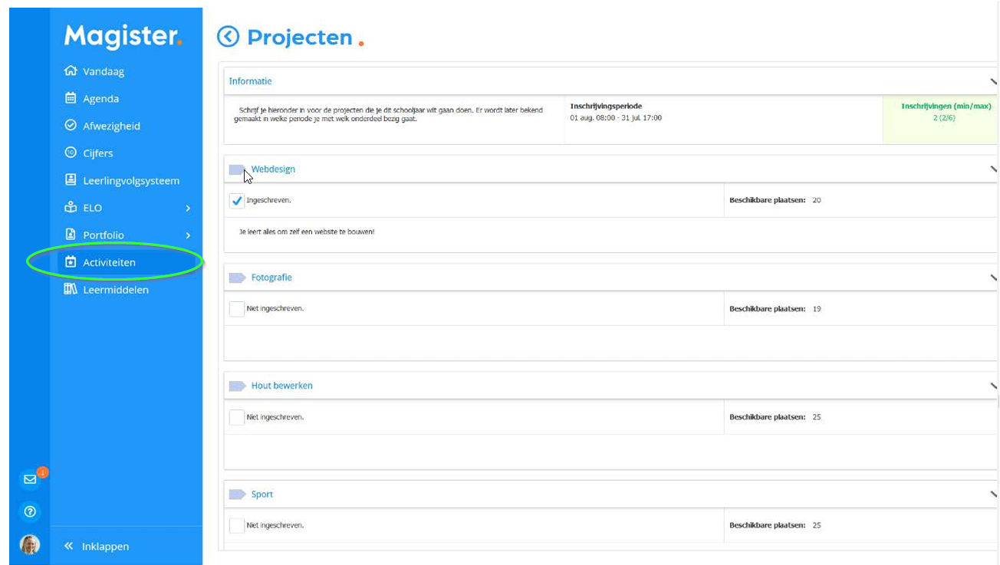 Magister.
Vandaag
Agenda
Afwezigheid
Cijfers
Leerlingvolgsysteem
ELO
Portfolio
Activiteiten
Leermiddelen
1
Inklappen
Projecten .
Informatie
Schrijf je hieronder in voor de projecten die je dit schooljaar wilt gaan doen. Er wordt later bekend
gemaakt in welke periode je met welk onderdeel bezig gaat.
Inschrijvingsperiode
01 aug. 08:00 - 31 jul. 17:00
Inschrijvingen (min/max)
2 (2/6)
Webdesign
Ingeschreven.
Beschikbare plaatsen: 20
Je leert alles om zelf een website te bouwen!
Fotografie
Niet ingeschreven.
Beschikbare plaatsen: 19
Hout bewerken
Niet ingeschreven.
Beschikbare plaatsen: 25
Sport
Niet ingeschreven.
Beschikbare plaatsen: 25